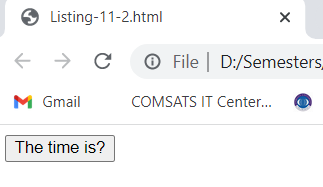 Listing-11-2.html
File | D:/Semesters/
Gmail COMSATS IT Center...
The time is?